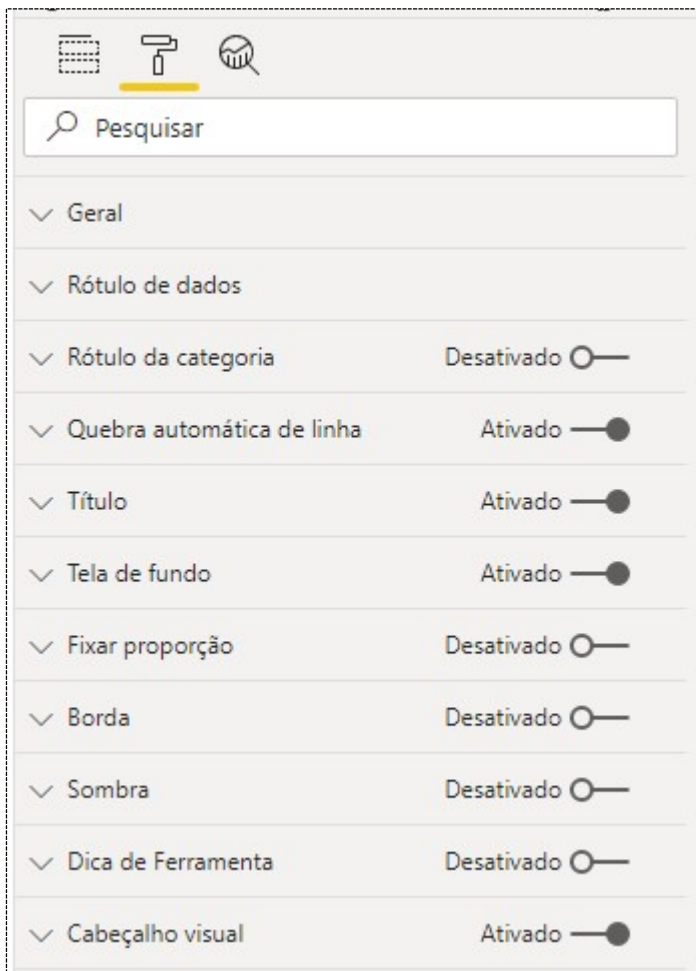 Pesquisar
Geral
Rótulo de dados
Rótulo da categoria Desativado
Quebra automática de linha Ativado
Título Ativado
Tela de fundo Ativado
Fixar proporção Desativado
Borda Desativado
Sombra Desativado
Dica de Ferramenta Desativado
Cabeçalho visual Ativado